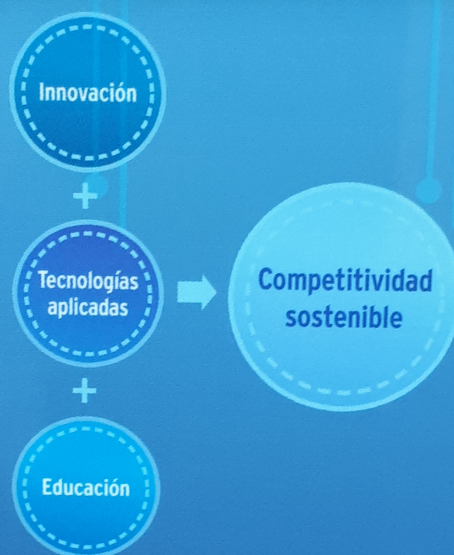 Innovación
+
Tecnologías
aplicadas
+
Educación
Competitividad
sostenible